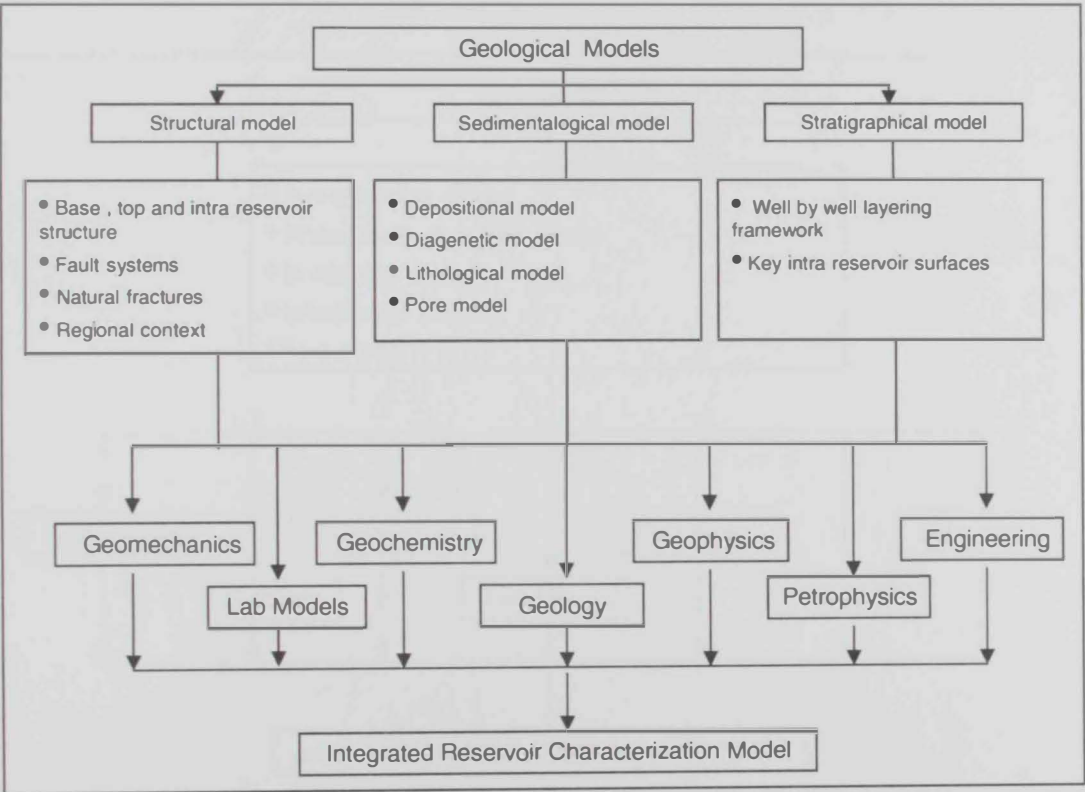 Geological Models
Structural model
Sedimentalogical model
Stratigraphical model
• Base , top and intra reservoir
structure
• Fault systems
• Natural fractures
• Regional context
• Depositional model
• Diagenetic model
• Lithological model
• Pore model
• Well by well layering
framework
• Key intra reservoir surfaces
Geomechanics
Geochemistry
Geophysics
Engineering
Lab Models
Geology
Petrophysics
Integrated Reservoir Characterization Model